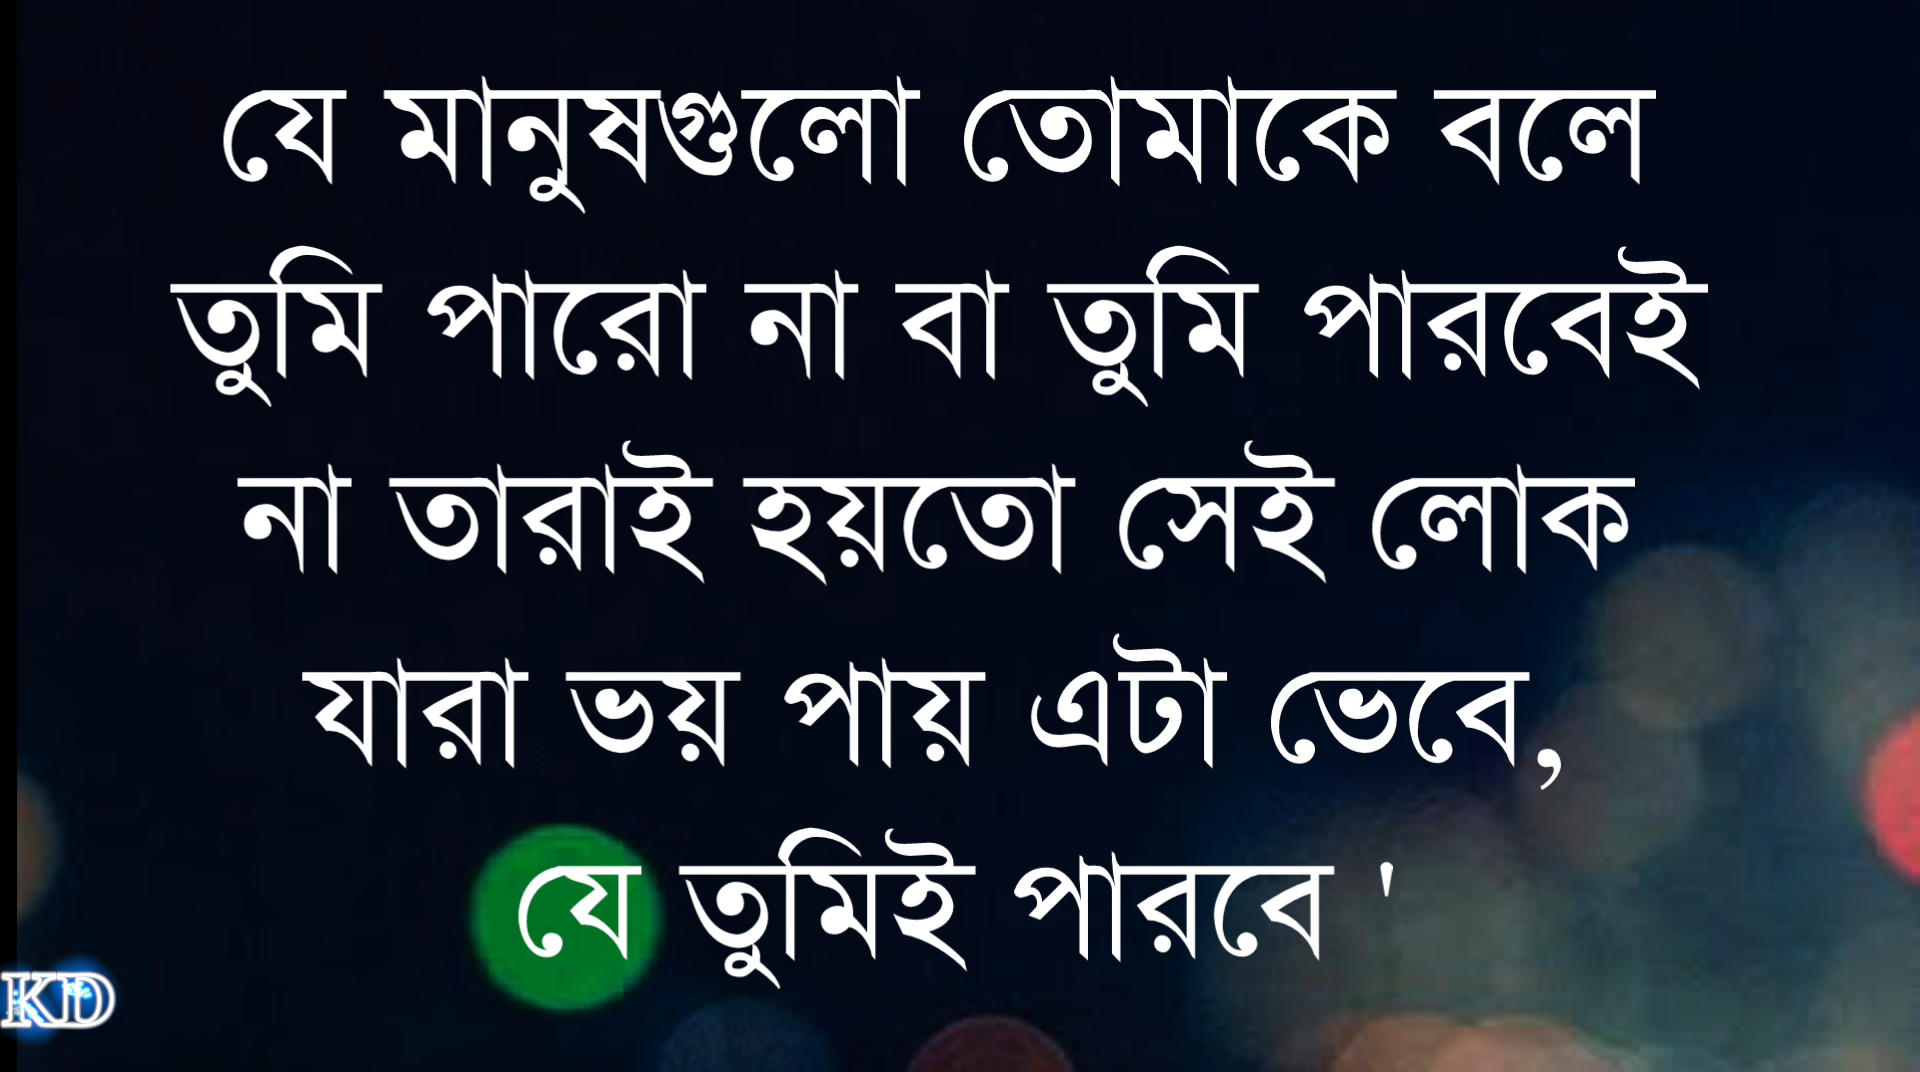 যে মানুষগুলো তোমাকে বলে
তুমি পারো না বা তুমি পারবেই
না তারাই হয়তো সেই লোক
যারা ভয় পায় এটা ভেবে,
যে তুমিই পারবে '
KD